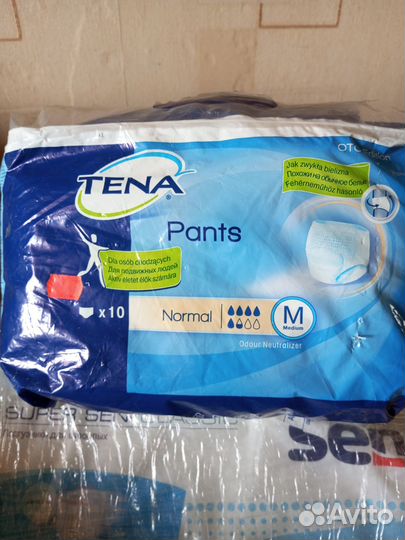 TENA
Pants
Jak zwykła bielizna
Похожи на обычное белье
Fehérneműhöz hasonló
Dla osób chodzących
Для подвижных людей
Aktív életet élők számára
x10
Normal
M
Medium
Odour Neutralizer
SUPER SENI CLASSIC
Avito